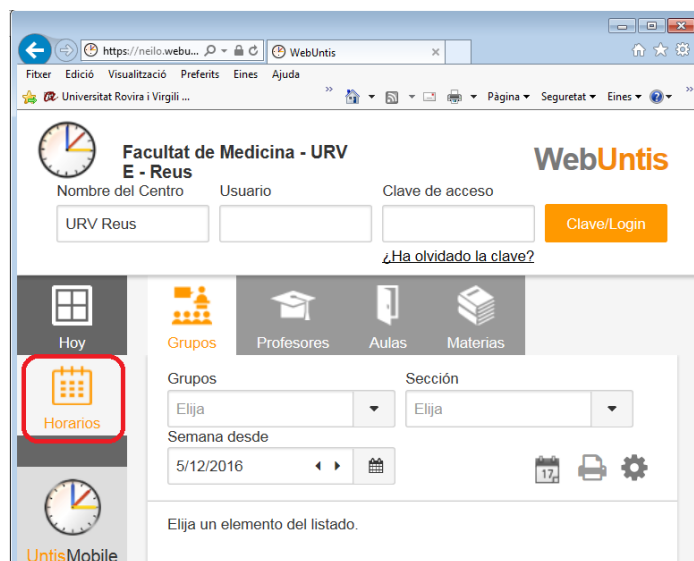 https://neilo.webu...
WebUntis
Fitxer Edició Visualització Preferits Eines Ajuda
Universitat Rovira i Virgili ...
»
Pàgina
Seguretat
Eines
»
Facultat de Medicina - URV
E - Reus
WebUntis
Nombre del Centro Usuario Clave de acceso
URV Reus
Clave/Login
¿Ha olvidado la clave?
Hoy
Grupos Profesores Aulas Materias
Horarios
Grupos Sección
Elija Elija
Semana desde
5/12/2016
17
Elija un elemento del listado.
UntisMobile